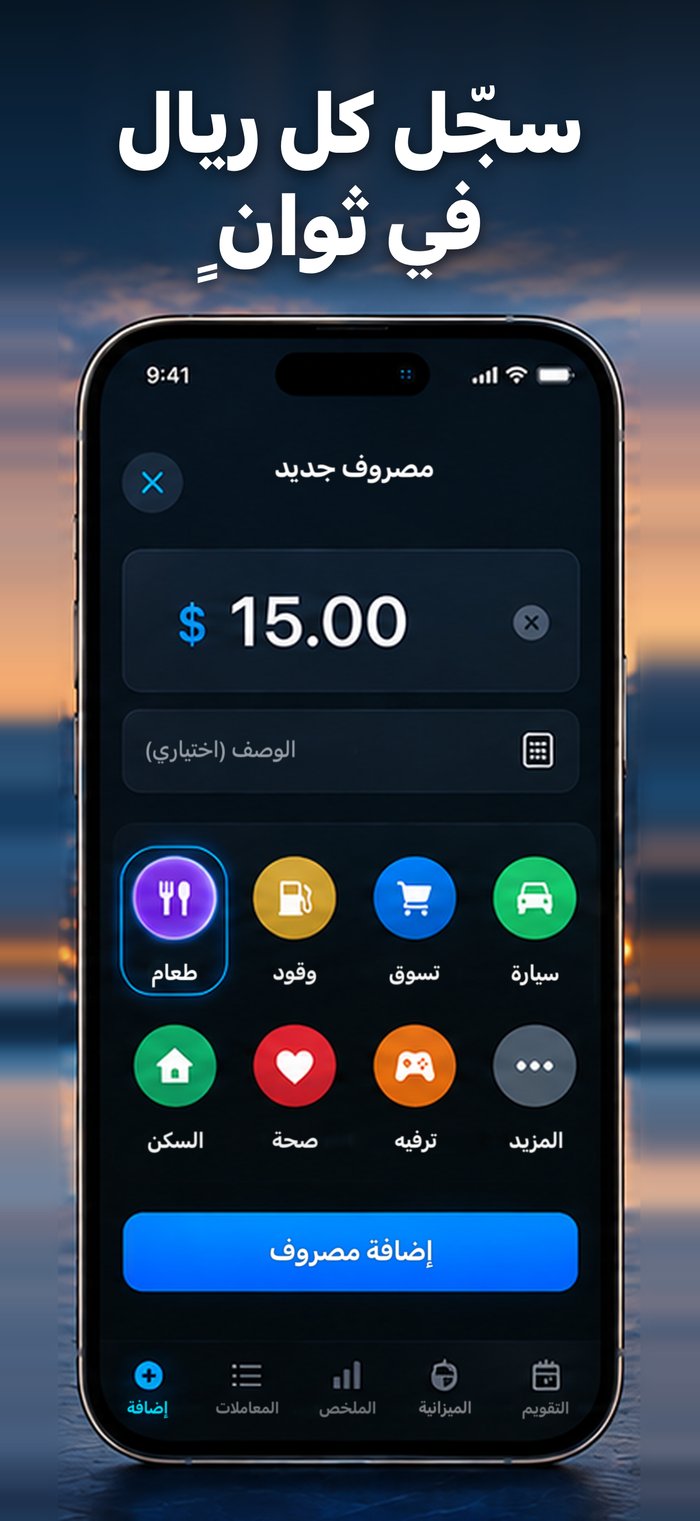 سجّل كل ريال
في ثوانٍ
9:41
مصروف جديد
$ 15.00
الوصف (اختياري)
طعام وقود تسوق سيارة
السكن صحة ترفيه المزيد
إضافة مصروف
إضافة المعاملات الملخص الميزانية التقويم